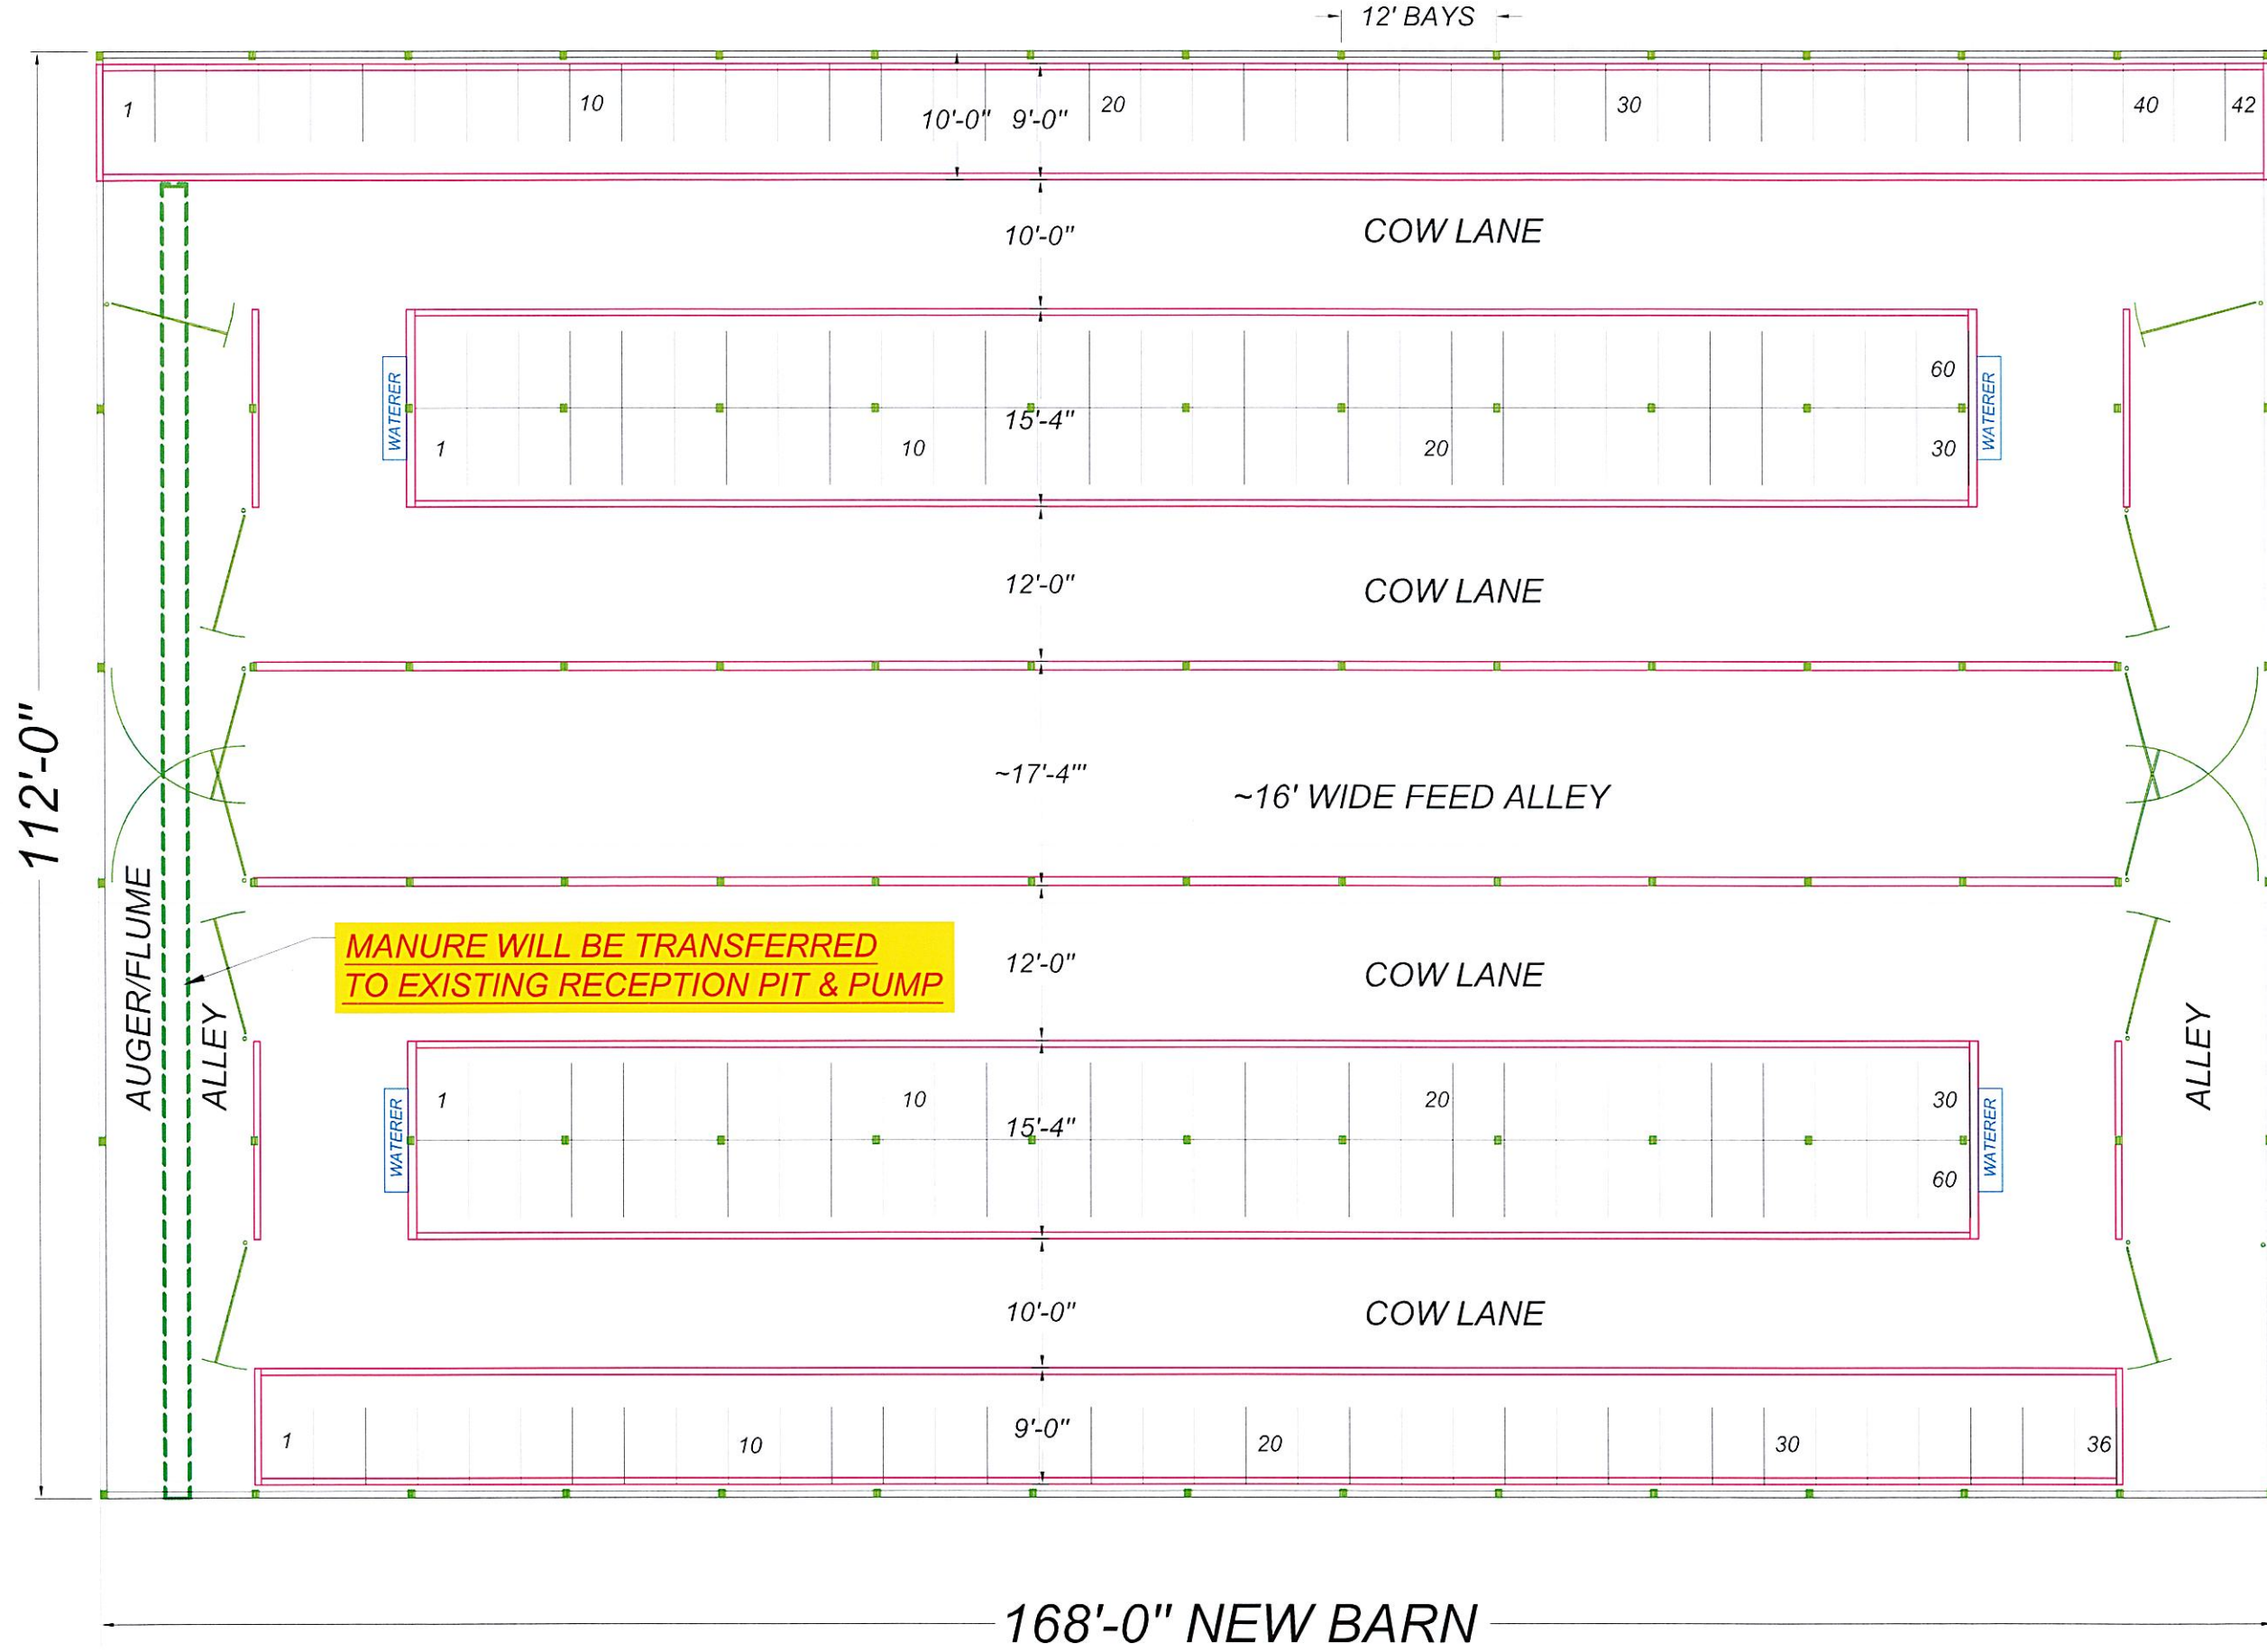 12' BAYS
1
10
20
30
40
42
10'-0"
9'-0"
10'-0"
COW LANE
WATERER
60
15'-4"
1
10
20
30
WATERER
12'-0"
COW LANE
112'-0"
~17'-4'"
~16' WIDE FEED ALLEY
AUGER/FLUME
ALLEY
MANURE WILL BE TRANSFERRED
TO EXISTING RECEPTION PIT & PUMP
12'-0"
COW LANE
ALLEY
WATERER
1
10
20
30
15'-4"
60
WATERER
10'-0"
COW LANE
9'-0"
1
10
20
30
36
168'-0" NEW BARN